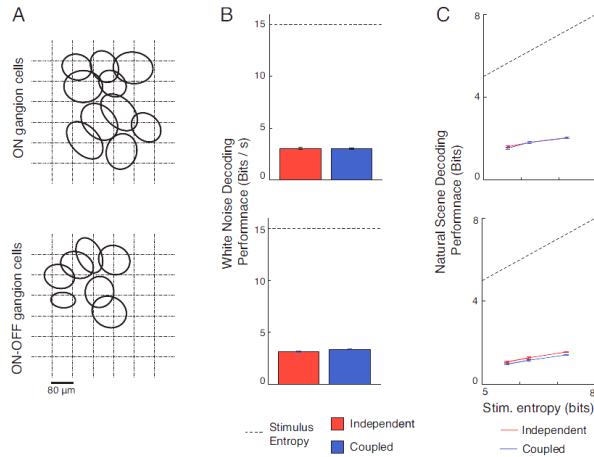 A
B
C
ON ganglion cells
ON-OFF ganglion cells
80 µm
White Noise Decoding
Performnace (Bits / s)
15
10
5
0
15
10
5
0
Natural Scene Decoding
Performance (Bits)
8
4
0
8
4
0
5
8
Stim. entropy (bits)
Stimulus
Entropy
Independent
Coupled
Independent
Coupled